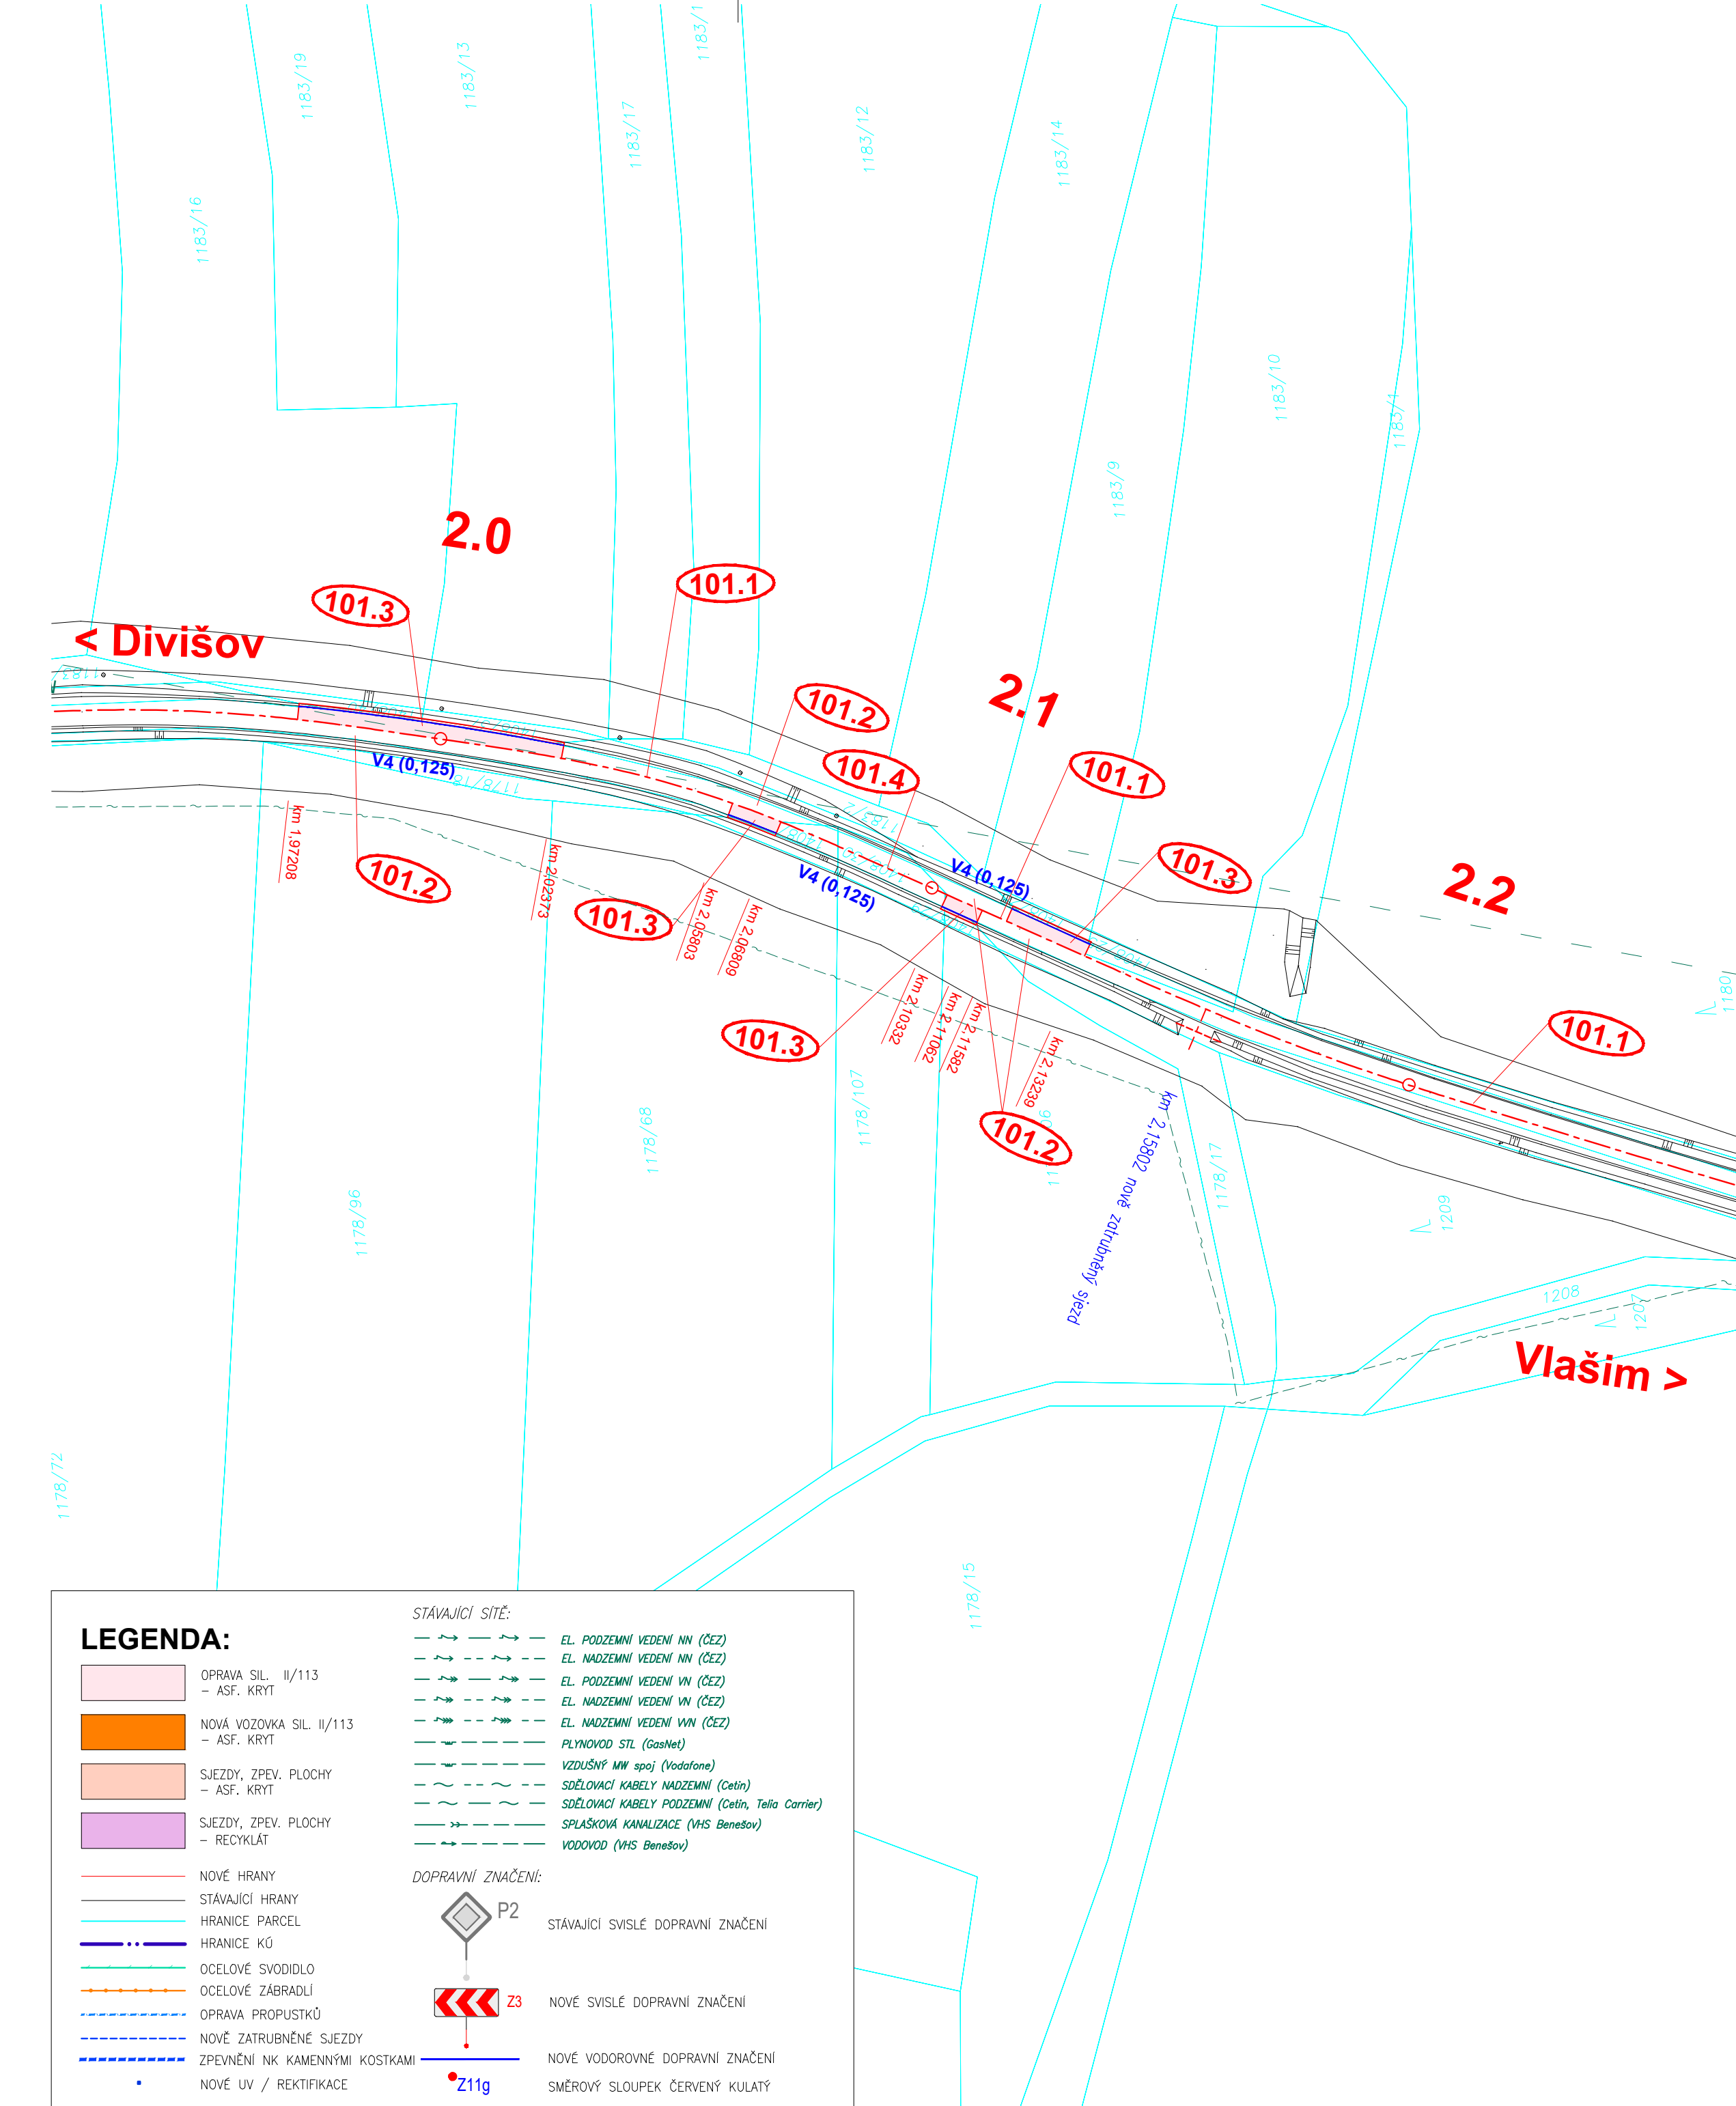 1183/19
1183/13
1183/17
1183/1
1183/12
1183/14
1183/16
1183/10
1183/1
1183/9
2.0
101.3
101.1
< Divišov
2.1
101.2
101.4
101.1
V4 (0,125)
1178/18
1183/2
V4 (0,125)
V4 (0,125)
101.3
2.2
km 1,97208
101.2
km 2,02373
101.3
km 2,05803
km 2,06809
101.3
km 2,10332
km 2,11062
km 2,11582
km 2,13239
101.2
101.1
1180
km 2,15802 nově zatrubněný sjezd
1178/96
1178/68
1178/107
1178/17
1209
1208
1207
Vlašim >
1178/72
1178/15
LEGENDA:
OPRAVA SIL. II/113
– ASF. KRYT
NOVÁ VOZOVKA SIL. II/113
– ASF. KRYT
SJEZDY, ZPEV. PLOCHY
– ASF. KRYT
SJEZDY, ZPEV. PLOCHY
– RECYKLÁT
NOVÉ HRANY
STÁVAJÍCÍ HRANY
HRANICE PARCEL
HRANICE KÚ
OCELOVÉ SVODIDLO
OCELOVÉ ZÁBRADLÍ
OPRAVA PROPUSTKŮ
NOVĚ ZATRUBNĚNÉ SJEZDY
ZPEVNĚNÍ NK KAMENNÝMI KOSTKAMI
NOVÉ UV / REKTIFIKACE
STÁVAJÍCÍ SÍTĚ:
EL. PODZEMNÍ VEDENÍ NN (ČEZ)
EL. NADZEMNÍ VEDENÍ NN (ČEZ)
EL. PODZEMNÍ VEDENÍ VN (ČEZ)
EL. NADZEMNÍ VEDENÍ VN (ČEZ)
EL. NADZEMNÍ VEDENÍ VVN (ČEZ)
PLYNOVOD STL (GasNet)
VZDUŠNÝ MW spoj (Vodafone)
SDĚLOVACÍ KABELY NADZEMNÍ (Cetin)
SDĚLOVACÍ KABELY PODZEMNÍ (Cetin, Telia Carrier)
SPLAŠKOVÁ KANALIZACE (VHS Benešov)
VODOVOD (VHS Benešov)
DOPRAVNÍ ZNAČENÍ:
P2
STÁVAJÍCÍ SVISLÉ DOPRAVNÍ ZNAČENÍ
Z3
NOVÉ SVISLÉ DOPRAVNÍ ZNAČENÍ
NOVÉ VODOROVNÉ DOPRAVNÍ ZNAČENÍ
Z11g
SMĚROVÝ SLOUPEK ČERVENÝ KULATÝ